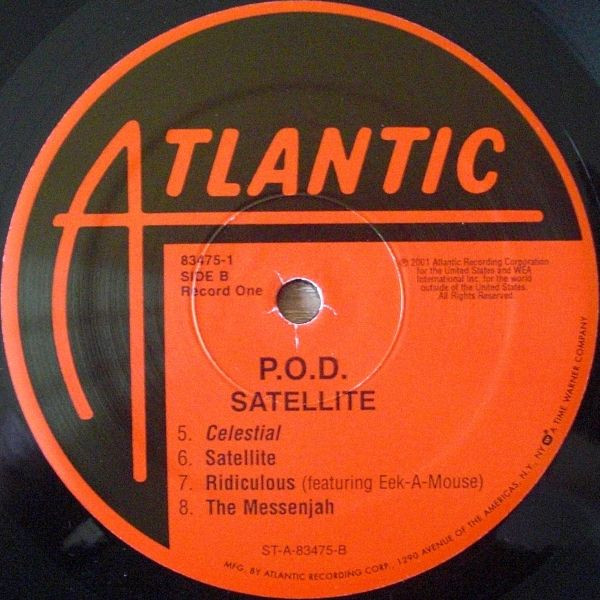 ATLANTIC
83475-1
SIDE B
Record One
℗ 2001 Atlantic Recording Corporation
for the United States and WEA
International Inc. for the world
outside of the United States.
All Rights Reserved
P.O.D.
SATELLITE
5. Celestial
6. Satellite
7. Ridiculous (featuring Eek-A-Mouse)
8. The Messenjah
ST-A-83475-B
MFG. BY ATLANTIC RECORDING CORP., 1290 AVENUE OF THE AMERICAS, N.Y., N.Y. A TIME WARNER COMPANY